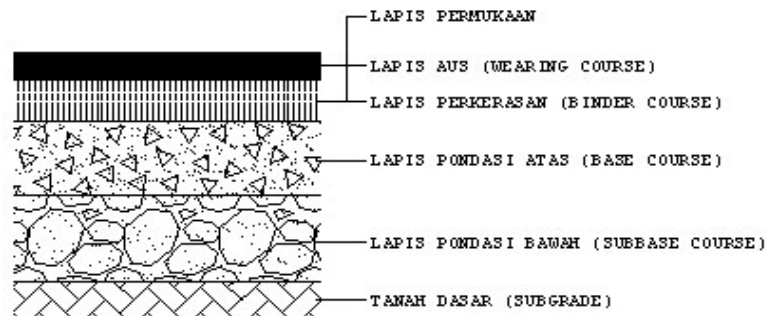 LAPIS PERMUKAAN
LAPIS AUS (WEARING COURSE)
LAPIS PERKERASAN (BINDER COURSE)
LAPIS PONDASI ATAS (BASE COURSE)
LAPIS PONDASI BAWAH (SUBBASE COURSE)
TANAH DASAR (SUBGRADE)